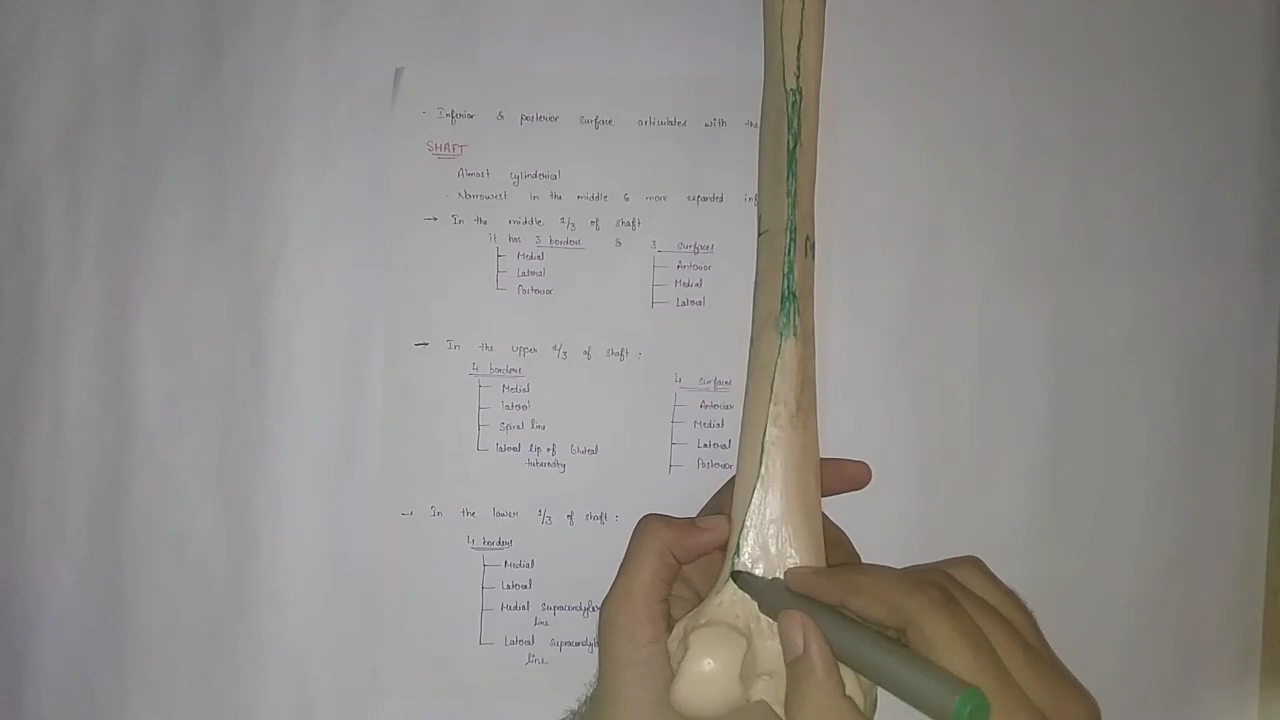 - Inferior & posterior surface articulates with the
SHAFT
- Almost cylinderical
- Narrowest in the middle & more expanded inf
→ In the middle 1/3 of shaft
it has 3 borders & 3 surfaces
Medial
Lateral
Posterior
Anterior
Medial
Lateral
→ In the upper 1/3 of shaft :
4 borders
Medial
lateral
Spiral line
lateral lip of Gluteal
tuberosity
4 surfaces
Anterior
Medial
Lateral
Posterior
→ In the lower 1/3 of shaft :
4 borders
Medial
Lateral
Medial supracondylar
line
Lateral supracondyl
line
L
M